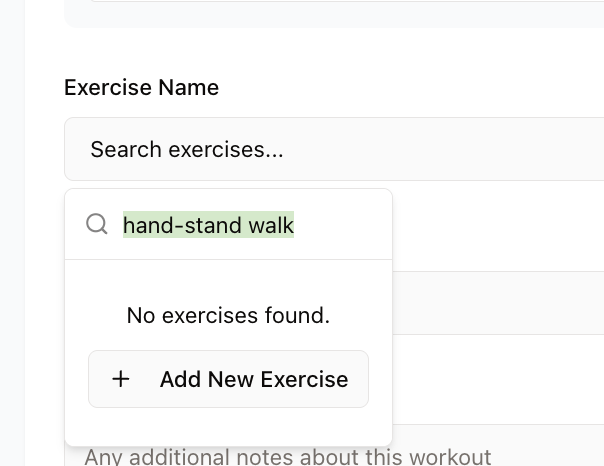 Exercise Name
Search exercises...
hand-stand walk
No exercises found.
Add New Exercise
Any additional notes about this workout